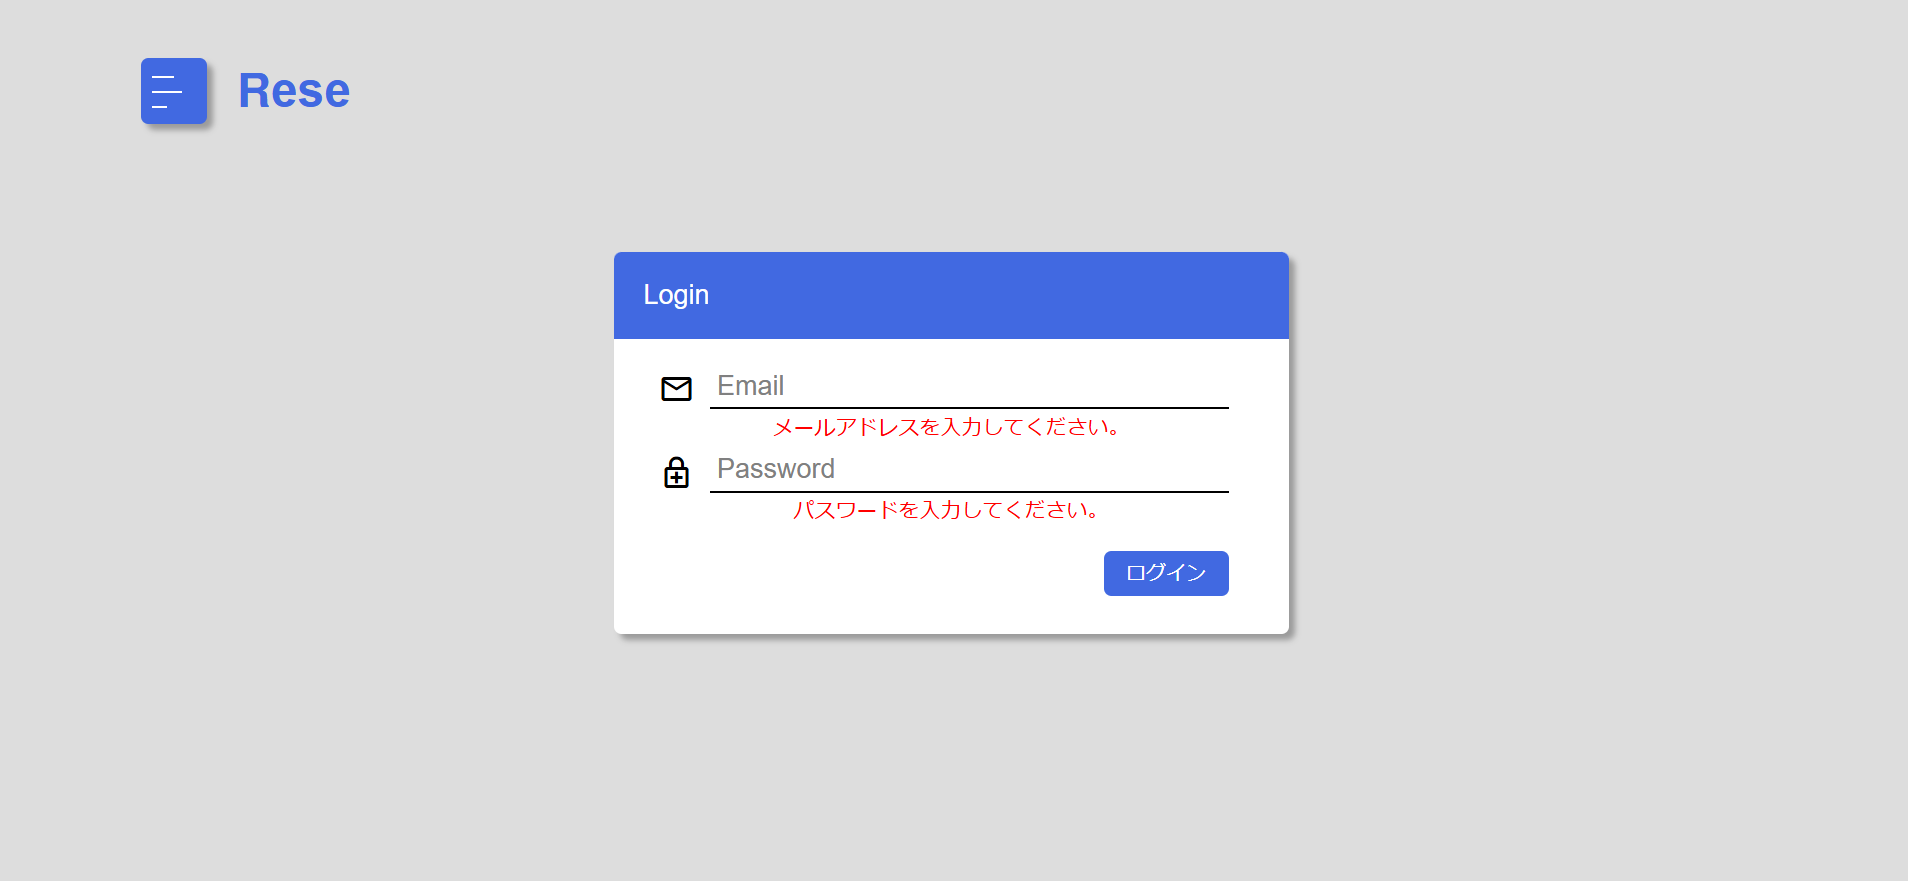 Rese
Login
Email
メールアドレスを入力してください。
Password
パスワードを入力してください。
ログイン